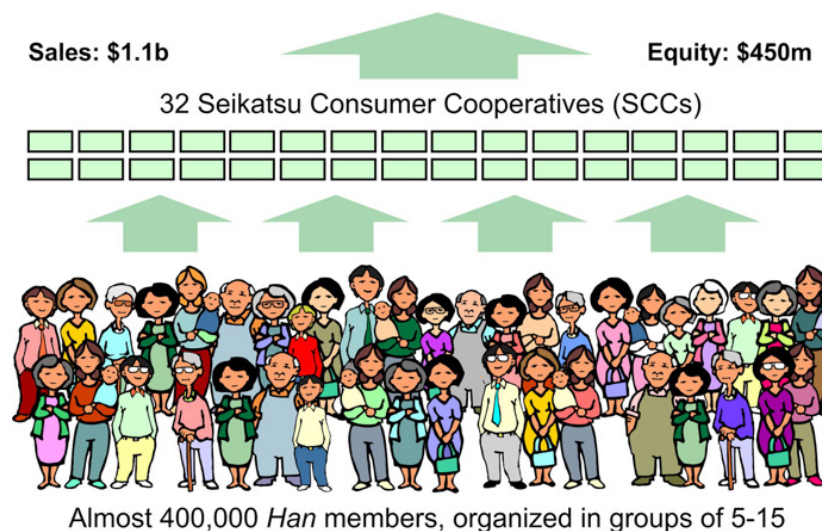 Sales: $1.1b
Equity: $450m
32 Seikatsu Consumer Cooperatives (SCCs)
Almost 400,000 Han members, organized in groups of 5-15